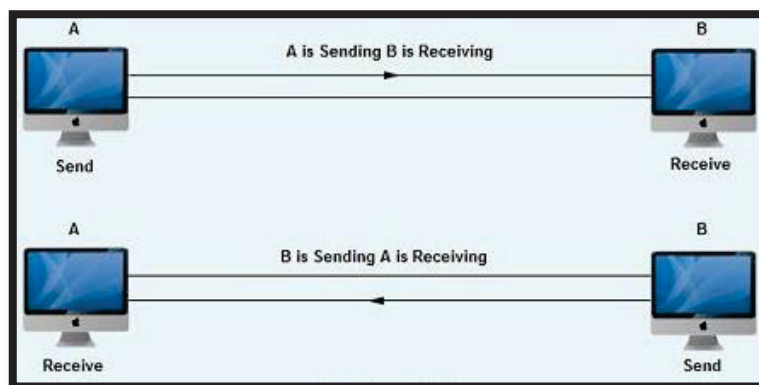 A B
A is Sending B is Receiving
Send Receive
A B
B is Sending A is Receiving
Receive Send